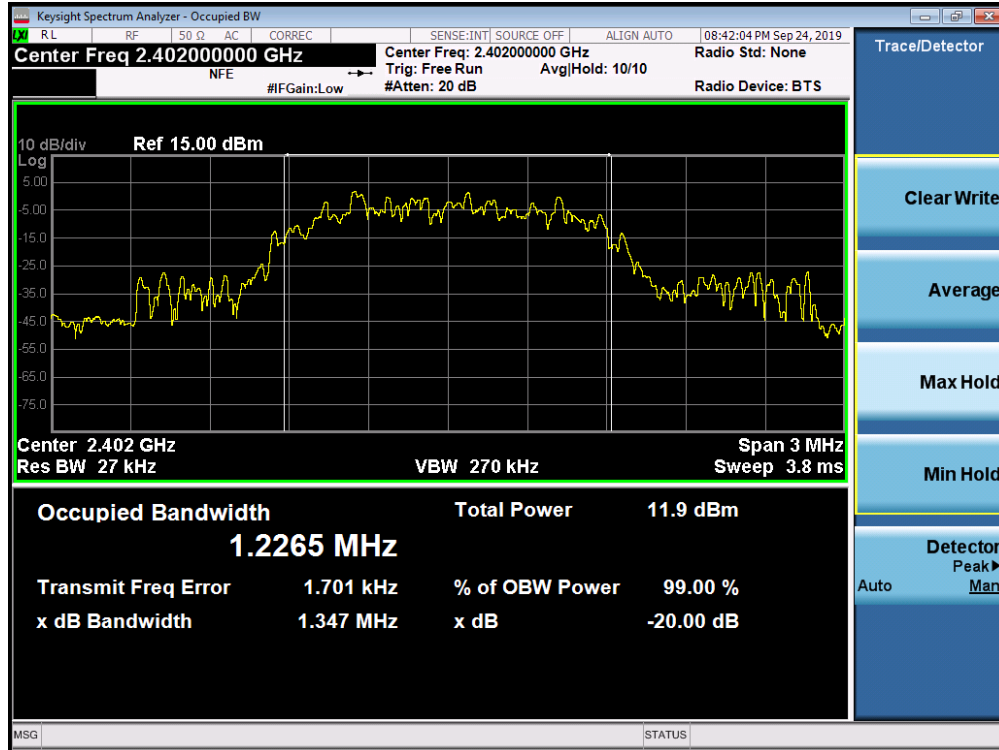 Keysight Spectrum Analyzer - Occupied BW
LXI RL RF 50 Ω AC CORREC SENSE:INT SOURCE OFF ALIGN AUTO 08:42:04 PM Sep 24, 2019
Center Freq 2.402000000 GHz Center Freq: 2.402000000 GHz Radio Std: None
NFE Trig: Free Run Avg|Hold: 10/10
#IFGain:Low #Atten: 20 dB Radio Device: BTS
Trace/Detector
10 dB/div Ref 15.00 dBm
Log
5.00
-5.00
-15.0
-25.0
-35.0
-45.0
-55.0
-65.0
-75.0
Center 2.402 GHz Span 3 MHz
Res BW 27 kHz VBW 270 kHz Sweep 3.8 ms
Occupied Bandwidth Total Power 11.9 dBm
1.2265 MHz
Transmit Freq Error 1.701 kHz % of OBW Power 99.00 %
x dB Bandwidth 1.347 MHz x dB -20.00 dB
Clear Write
Average
Max Hold
Min Hold
Detector
Peak
Auto Man
MSG STATUS